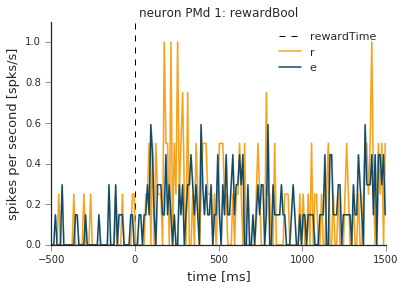 neuron PMd 1: rewardBool
spikes per second [spks/s]
1.0
0.8
0.6
0.4
0.2
0.0
rewardTime
r
e
−500 0 500 1000 1500
time [ms]